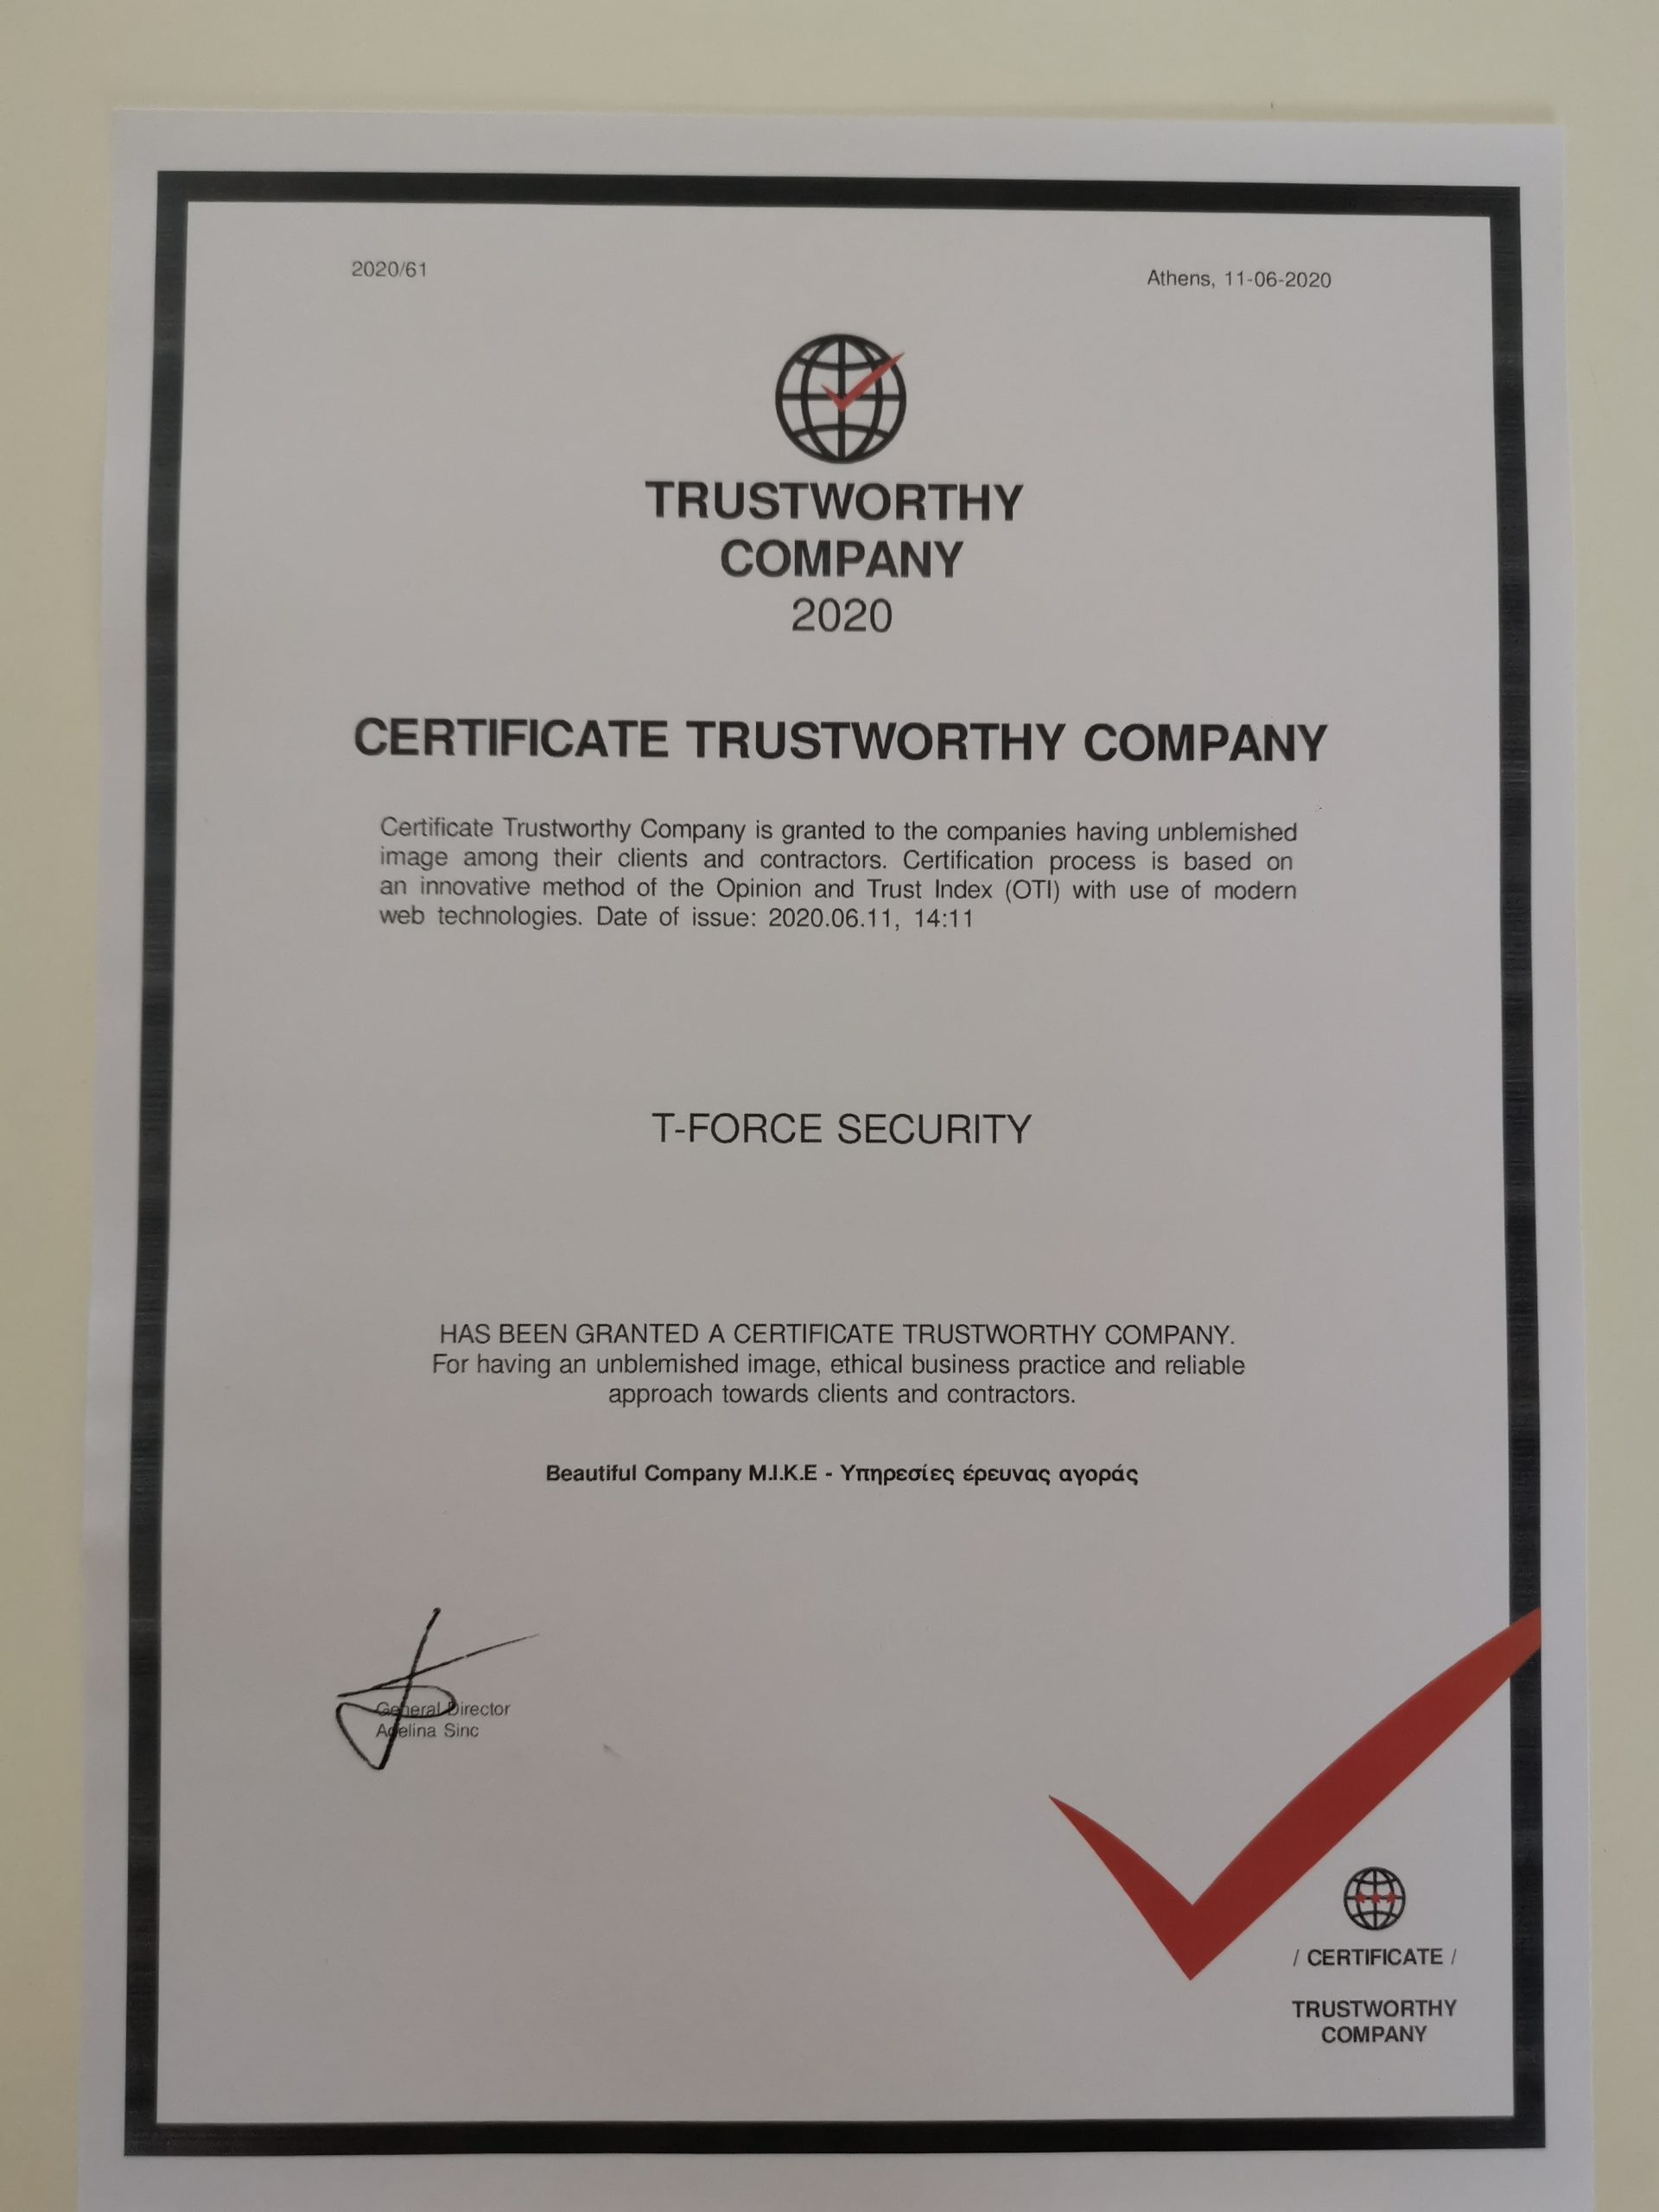 2020/61
Athens, 11-06-2020
TRUSTWORTHY
COMPANY
2020
CERTIFICATE TRUSTWORTHY COMPANY
Certificate Trustworthy Company is granted to the companies having unblemished
image among their clients and contractors. Certification process is based on
an innovative method of the Opinion and Trust Index (OTI) with use of modern
web technologies. Date of issue: 2020.06.11, 14:11
T-FORCE SECURITY
HAS BEEN GRANTED A CERTIFICATE TRUSTWORTHY COMPANY.
For having an unblemished image, ethical business practice and reliable
approach towards clients and contractors.
Beautiful Company M.I.K.E - Υπηρεσίες έρευνας αγοράς
General Director
Adelina Sinc
/ CERTIFICATE /
TRUSTWORTHY
COMPANY